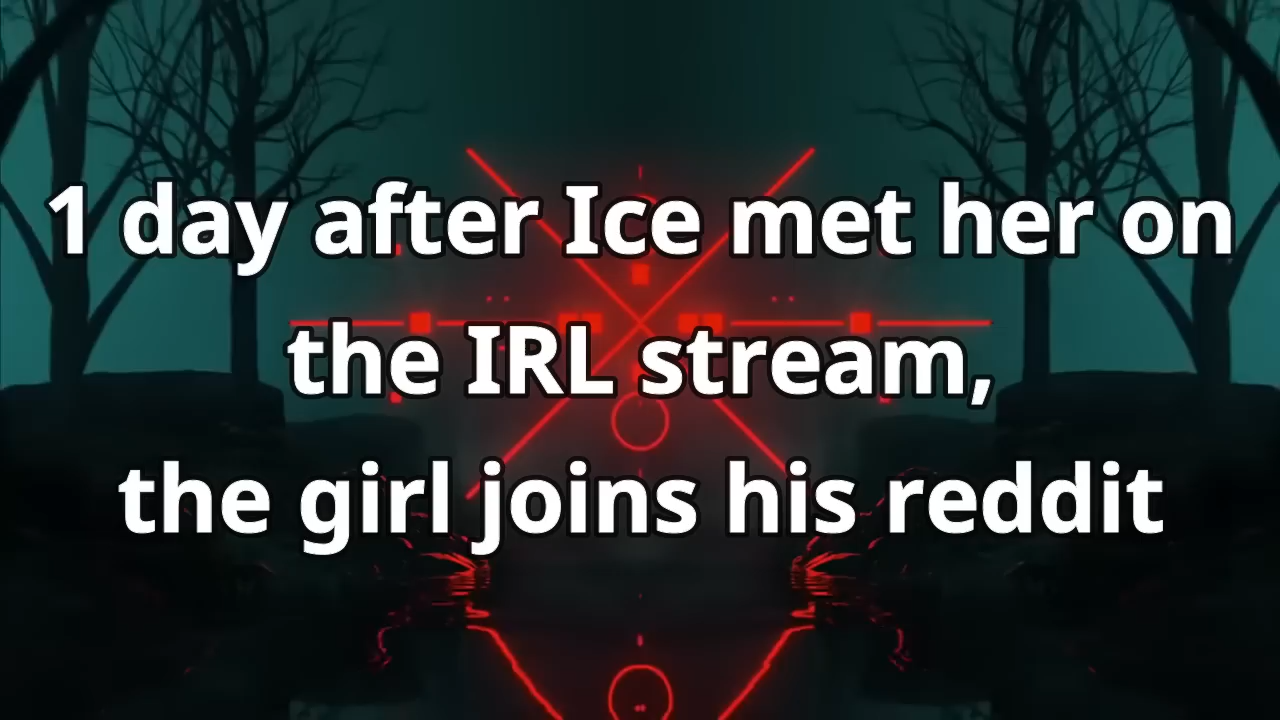 1 day after Ice met her on
the IRL stream,
the girl joins his reddit